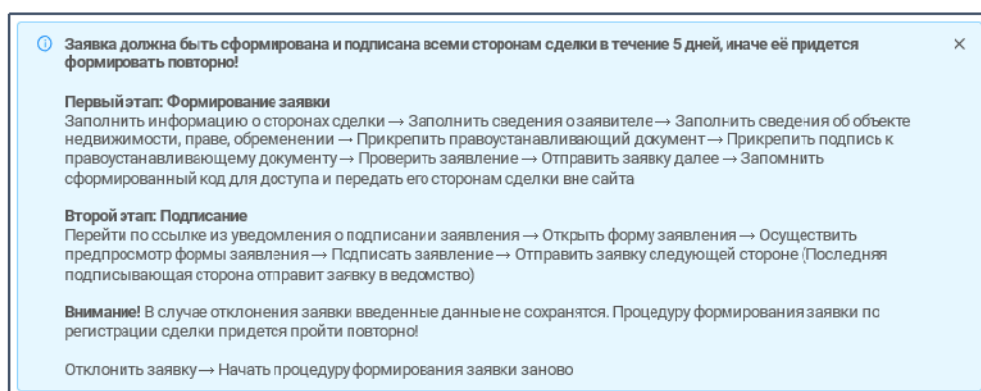 Заявка должна быть сформирована и подписана всеми сторонам сделки в течение 5 дней, иначе её придется
формировать повторно!
Первый этап: Формирование заявки
Заполнить информацию о сторонах сделки → Заполнить сведения о заявителе → Заполнить сведения об объекте
недвижимости, праве, обременении → Прикрепить правоустанавливающий документ → Прикрепить подпись к
правоустанавливающему документу → Проверить заявление → Отправить заявку далее → Запомнить
сформированный код для доступа и передать его сторонам сделки вне сайта
Второй этап: Подписание
Перейти по ссылке из уведомления о подписании заявления → Открыть форму заявления → Осуществить
предпросмотр формы заявления → Подписать заявление → Отправить заявку следующей стороне (Последняя
подписывающая сторона отправит заявку в ведомство)
Внимание! В случае отклонения заявки введенные данные не сохранятся. Процедуру формирования заявки по
регистрации сделки придется пройти повторно!
Отклонить заявку → Начать процедуру формирования заявки заново